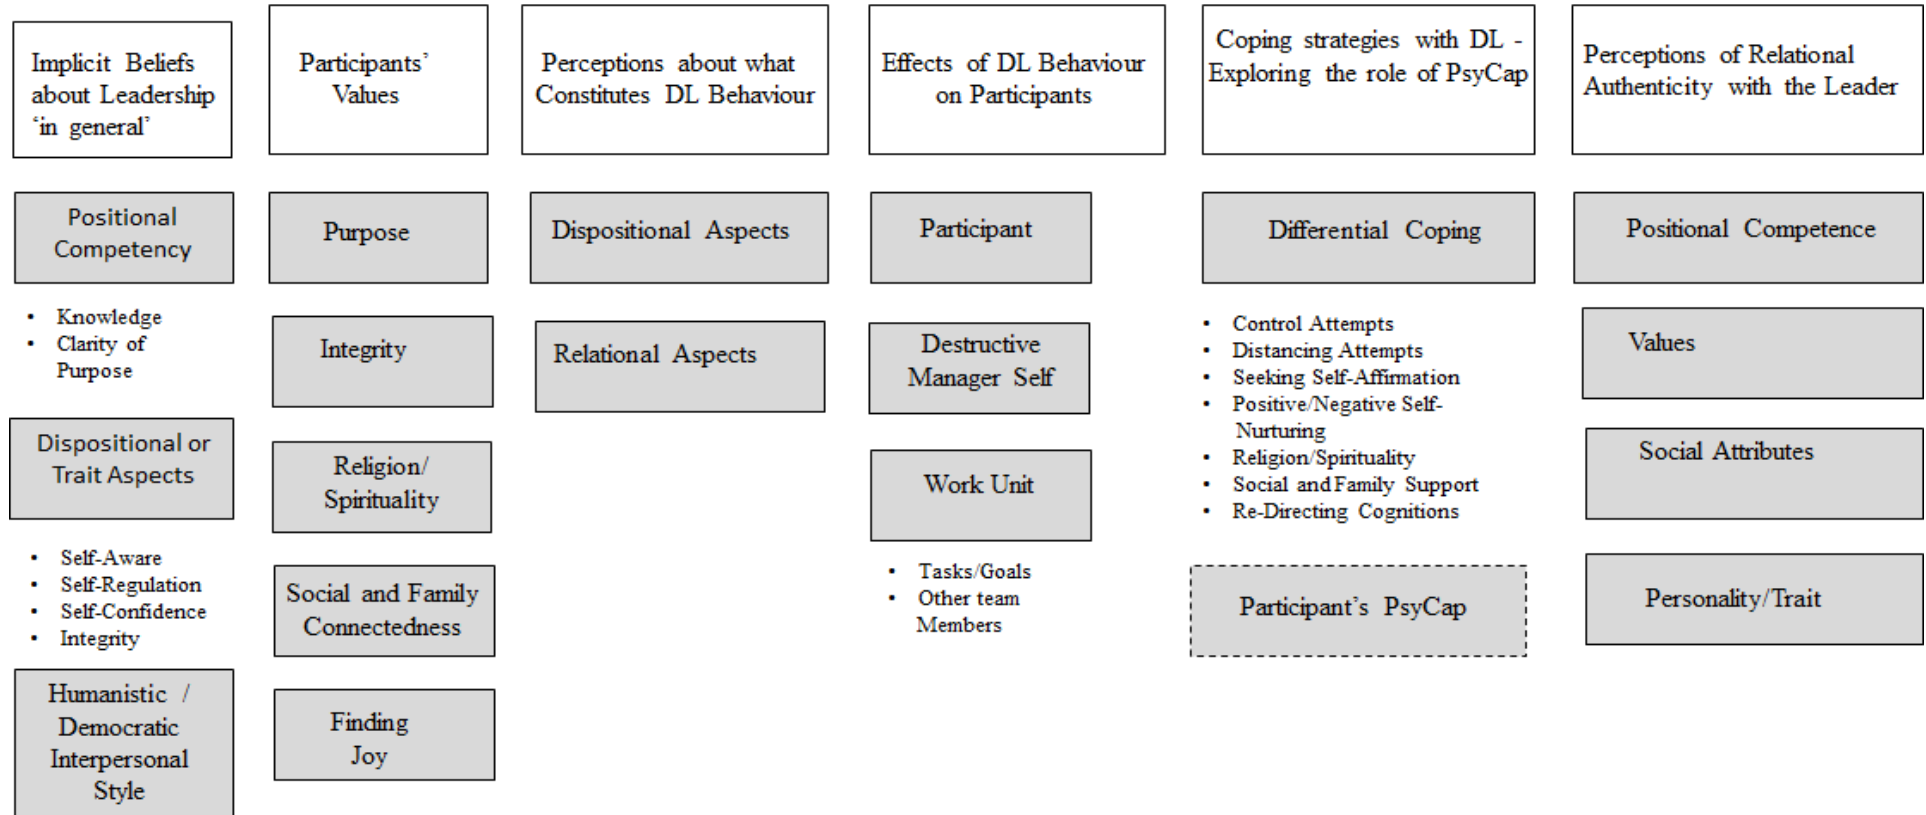 Implicit Beliefs
about Leadership
‘in general’
Positional
Competency
• Knowledge
• Clarity of
Purpose
Dispositional or
Trait Aspects
• Self-Aware
• Self-Regulation
• Self-Confidence
• Integrity
Humanistic /
Democratic
Interpersonal
Style
Participants’
Values
Purpose
Integrity
Religion/
Spirituality
Social and Family
Connectedness
Finding
Joy
Perceptions about what
Constitutes DL Behaviour
Dispositional Aspects
Relational Aspects
Effects of DL Behaviour
on Participants
Participant
Destructive
Manager Self
Work Unit
• Tasks/Goals
• Other team
Members
Coping strategies with DL -
Exploring the role of PsyCap
Differential Coping
• Control Attempts
• Distancing Attempts
• Seeking Self-Affirmation
• Positive/Negative Self-
Nurturing
• Religion/Spirituality
• Social and Family Support
• Re-Directing Cognitions
Participant’s PsyCap
Perceptions of Relational
Authenticity with the Leader
Positional Competence
Values
Social Attributes
Personality/Trait